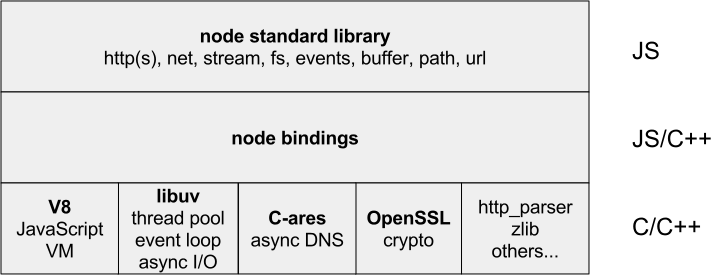 node standard library
http(s), net, stream, fs, events, buffer, path, url
JS
node bindings
JS/C++
V8
JavaScript
VM
libuv
thread pool
event loop
async I/O
C-ares
async DNS
OpenSSL
crypto
http_parser
zlib
others...
C/C++